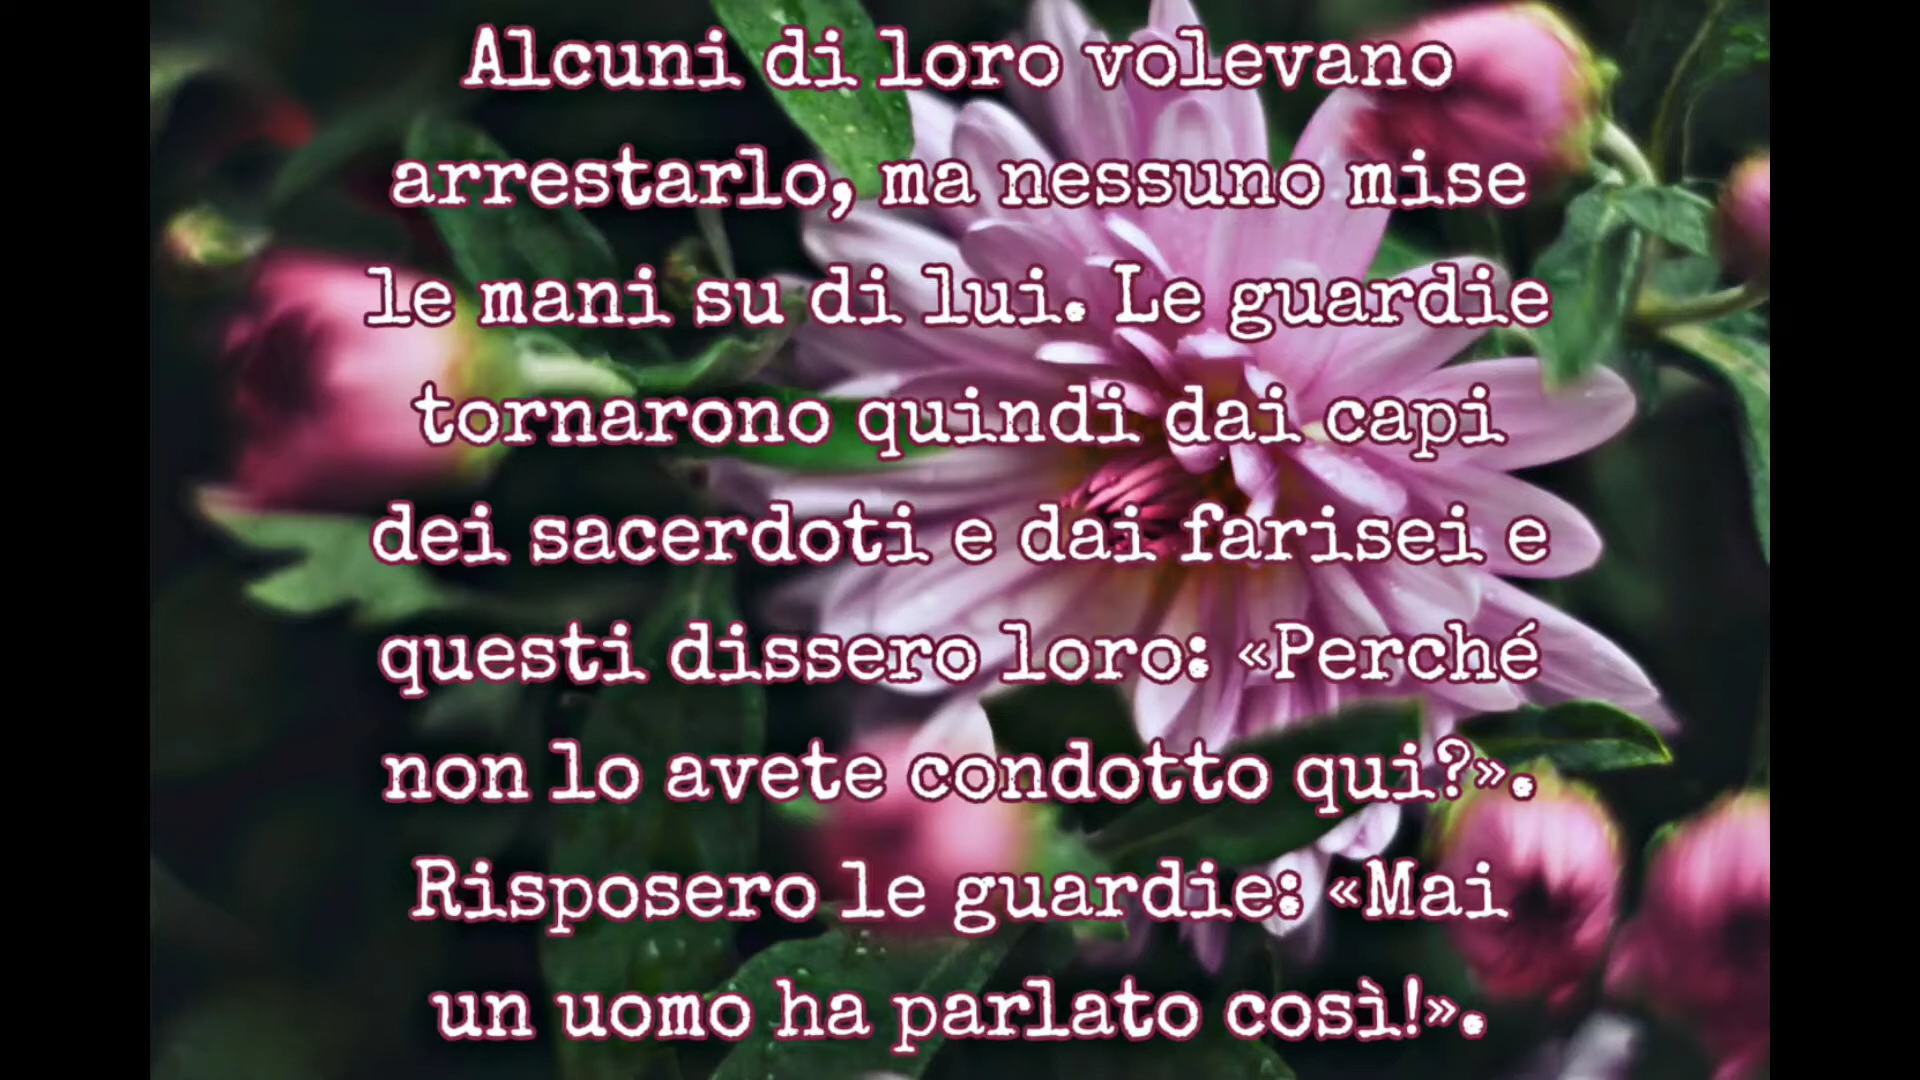 Alcuni di loro volevano
arrestarlo, ma nessuno mise
le mani su di lui. Le guardie
tornarono quindi dai capi
dei sacerdoti e dai farisei e
questi dissero loro: «Perché
non lo avete condotto qui?».
Risposero le guardie: «Mai
un uomo ha parlato così!».